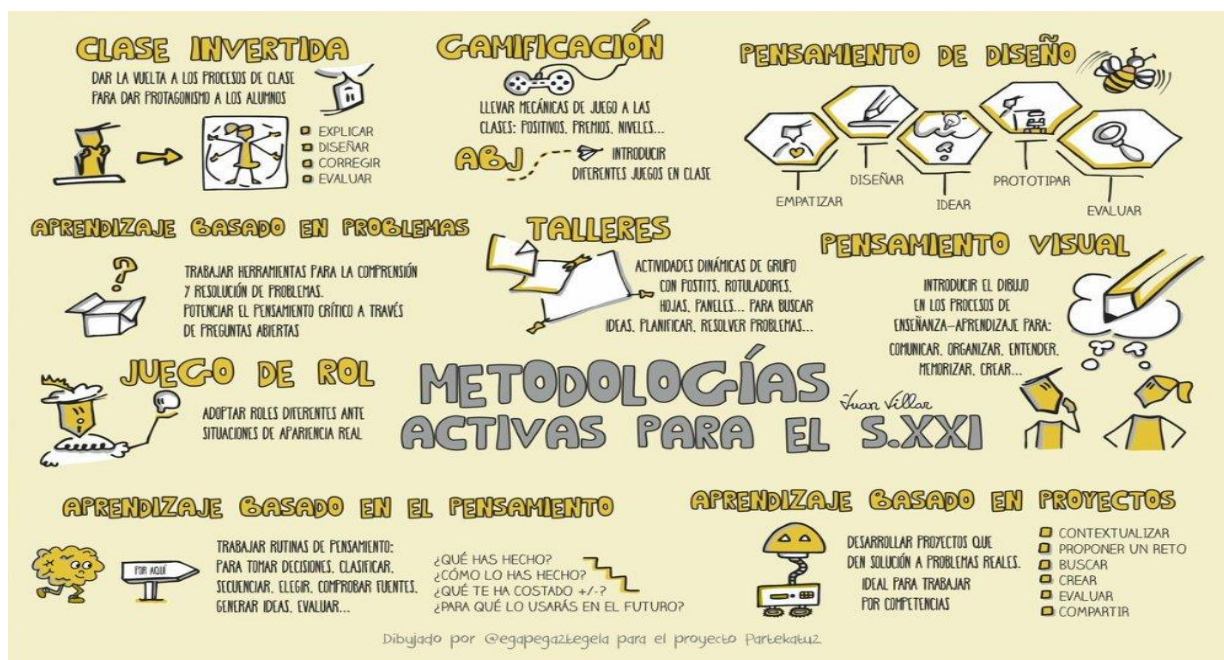 CLASE INVERTIDA
DAR LA VUELTA A LOS PROCESOS DE CLASE
PARA DAR PROTAGONISMO A LOS ALUMNOS
EXPLICAR
DISEÑAR
CORREGIR
EVALUAR
GAMIFICACIÓN
LLEVAR MECÁNICAS DE JUEGO A LAS
CLASES: POSITIVOS, PREMIOS, NIVELES...
ABJ
INTRODUCIR
DIFERENTES JUEGOS EN CLASE
PENSAMIENTO DE DISEÑO
EMPATIZAR
DISEÑAR
IDEAR
PROTOTIPAR
EVALUAR
APRENDIZAJE BASADO EN PROBLEMAS
TRABAJAR HERRAMIENTAS PARA LA COMPRENSIÓN
Y RESOLUCIÓN DE PROBLEMAS.
POTENCIAR EL PENSAMIENTO CRÍTICO A TRAVÉS
DE PREGUNTAS ABIERTAS
TALLERES
ACTIVIDADES DINÁMICAS DE GRUPO
CON POSTITS, ROTULADORES,
HOJAS, PANELES... PARA BUSCAR
IDEAS, PLANIFICAR, RESOLVER PROBLEMAS...
PENSAMIENTO VISUAL
INTRODUCIR EL DIBUJO
EN LOS PROCESOS DE
ENSEÑANZA-APRENDIZAJE PARA:
COMUNICAR, ORGANIZAR, ENTENDER,
MEMORIZAR, CREAR...
JUEGO DE ROL
ADOPTAR ROLES DIFERENTES ANTE
SITUACIONES DE APARIENCIA REAL
METODOLOGÍAS
ACTIVAS PARA EL S.XXI
Juan Villar
APRENDIZAJE BASADO EN EL PENSAMIENTO
POR AQUÍ
TRABAJAR RUTINAS DE PENSAMIENTO:
PARA TOMAR DECISIONES, CLASIFICAR,
SECUENCIAR, ELEGIR, COMPROBAR FUENTES,
GENERAR IDEAS, EVALUAR...
¿QUÉ HAS HECHO?
¿CÓMO LO HAS HECHO?
¿QUÉ TE HA COSTADO +/-?
¿PARA QUÉ LO USARÁS EN EL FUTURO?
APRENDIZAJE BASADO EN PROYECTOS
DESARROLLAR PROYECTOS QUE
DEN SOLUCIÓN A PROBLEMAS REALES.
IDEAL PARA TRABAJAR
POR COMPETENCIAS
CONTEXTUALIZAR
PROPONER UN RETO
BUSCAR
CREAR
EVALUAR
COMPARTIR
Dibujado por @egapegaztegela para el proyecto Partekatuz